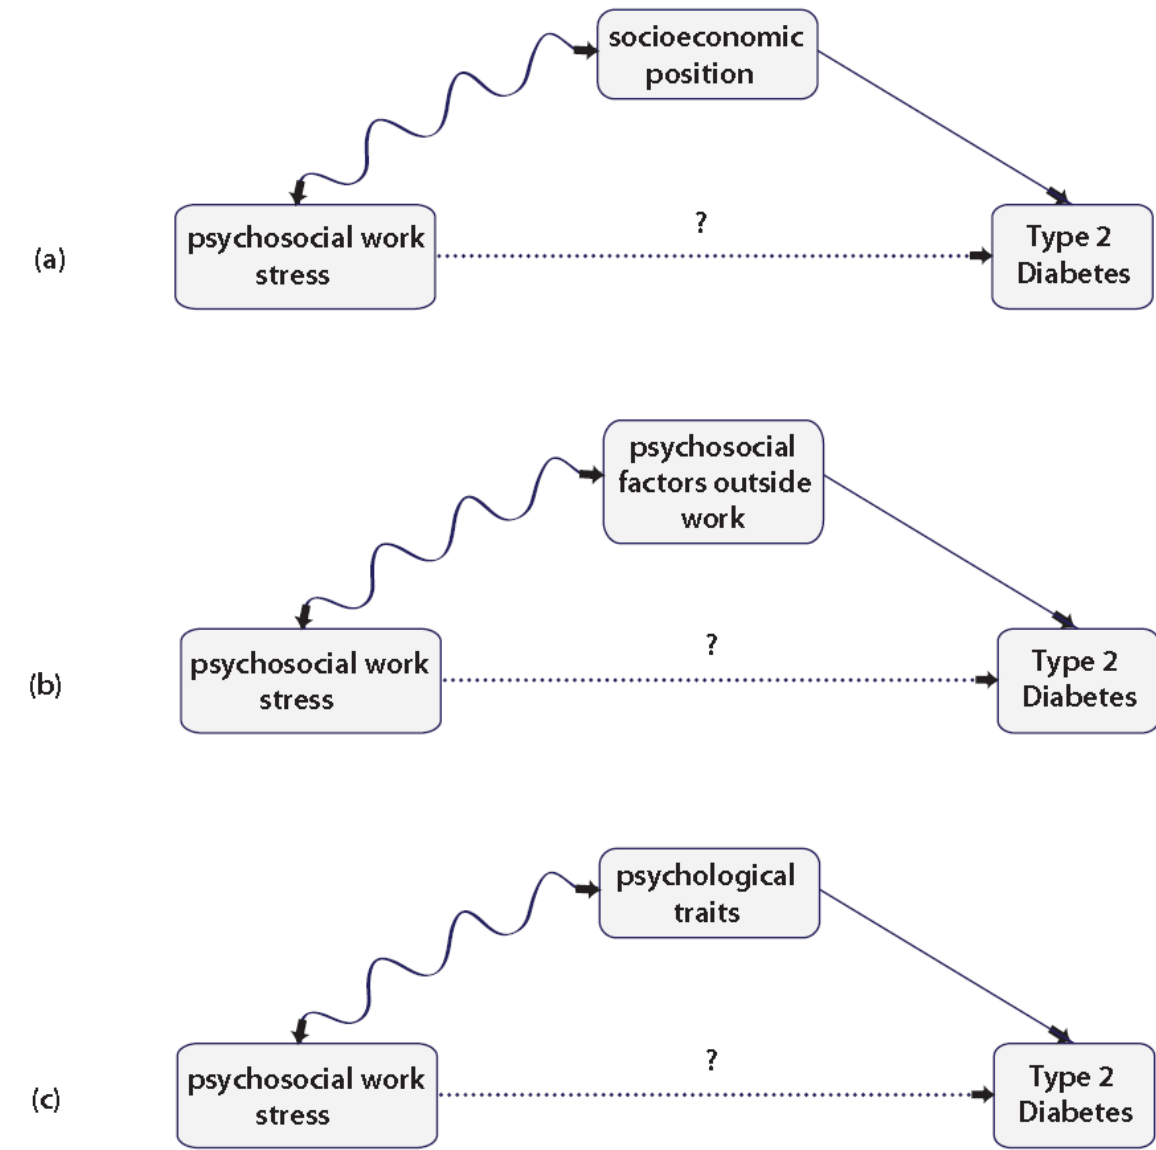 socioeconomic
position
?
(a)
psychosocial work
stress
Type 2
Diabetes
psychosocial
factors outside
work
?
(b)
psychosocial work
stress
Type 2
Diabetes
psychological
traits
?
(c)
psychosocial work
stress
Type 2
Diabetes